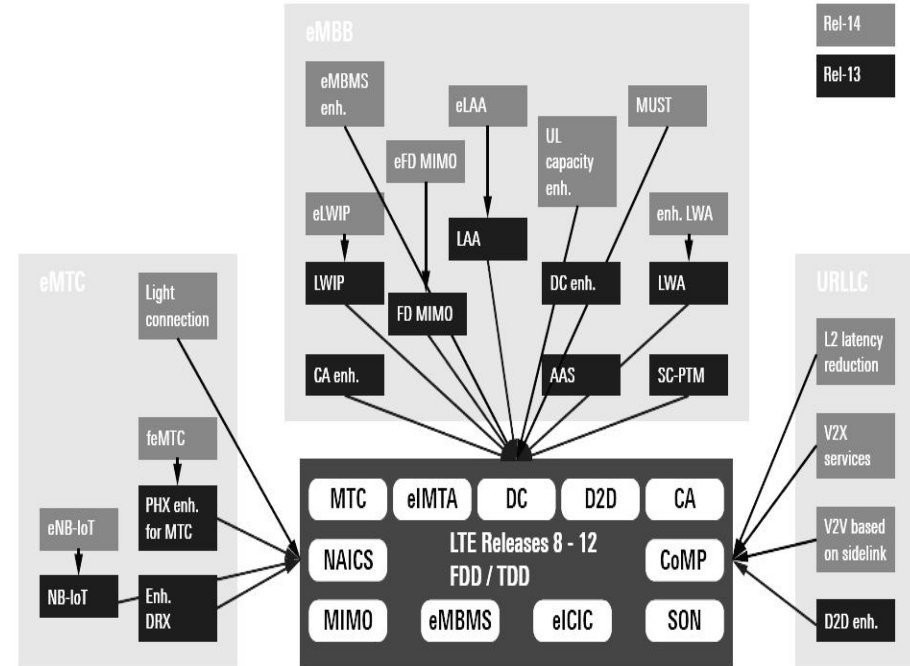 Rel-14
Rel-13
eMBB
eMBMS
enh.
eLAA
MUST
UL
capacity
enh.
eFD MIMO
eLWIP
enh. LWA
LAA
LWIP
DC enh.
LWA
FD MIMO
CA enh.
AAS
SC-PTM
eMTC
Light
connection
feMTC
PHX enh.
for MTC
eNB-IoT
NB-IoT
Enh.
DRX
URLLC
L2 latency
reduction
V2X
services
V2V based
on sidelink
D2D enh.
MTC
eIMTA
DC
D2D
CA
NAICS
LTE Releases 8 - 12
FDD / TDD
CoMP
MIMO
eMBMS
eICIC
SON